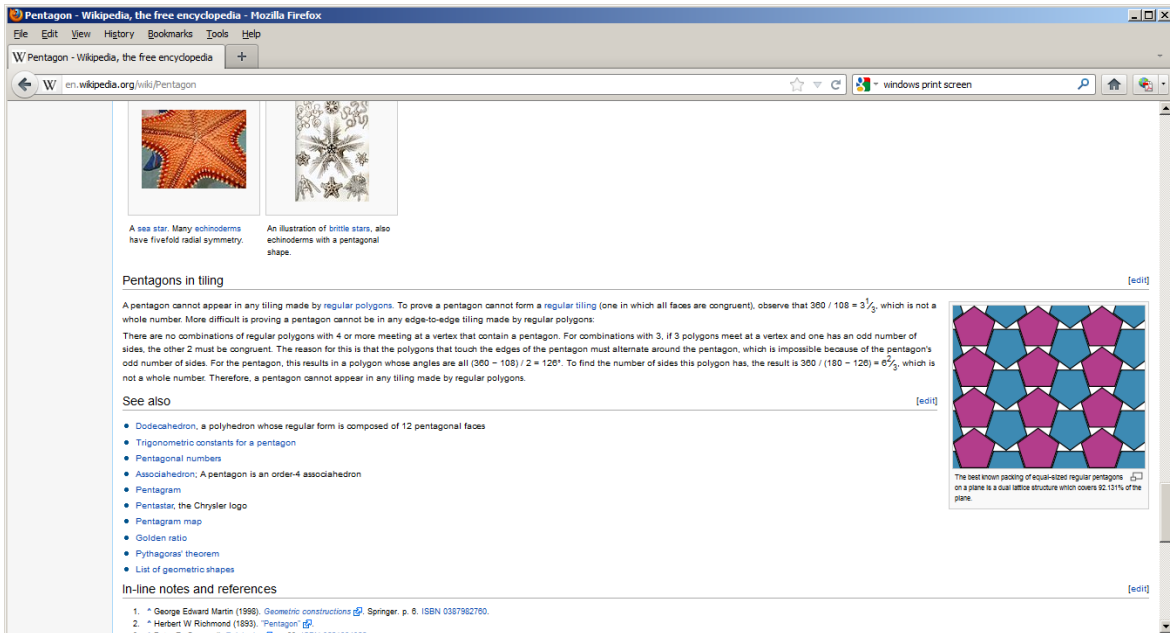 Pentagon - Wikipedia, the free encyclopedia - Mozilla Firefox
File Edit View History Bookmarks Tools Help
W Pentagon - Wikipedia, the free encyclopedia +
W en.wikipedia.org/wiki/Pentagon windows print screen
A sea star. Many echinoderms
have fivefold radial symmetry.
An illustration of brittle stars, also
echinoderms with a pentagonal
shape.
Pentagons in tiling [edit]
A pentagon cannot appear in any tiling made by regular polygons. To prove a pentagon cannot form a regular tiling (one in which all faces are congruent), observe that 360 / 108 = 3 1⁄3, which is not a
whole number. More difficult is proving a pentagon cannot be in any edge-to-edge tiling made by regular polygons:
There are no combinations of regular polygons with 4 or more meeting at a vertex that contain a pentagon. For combinations with 3, if 3 polygons meet at a vertex and one has an odd number of
sides, the other 2 must be congruent. The reason for this is that the polygons that touch the edges of the pentagon must alternate around the pentagon, which is impossible because of the pentagon's
odd number of sides. For the pentagon, this results in a polygon whose angles are all (360 − 108) / 2 = 126°. To find the number of sides this polygon has, the result is 360 / (180 − 126) = 6 2⁄3, which is
not a whole number. Therefore, a pentagon cannot appear in any tiling made by regular polygons.
The best known packing of equal-sized regular pentagons
on a plane is a dual lattice structure which covers 92.131% of the
plane.
See also [edit]
Dodecahedron, a polyhedron whose regular form is composed of 12 pentagonal faces
Trigonometric constants for a pentagon
Pentagonal numbers
Associahedron; A pentagon is an order-4 associahedron
Pentagram
Pentastar, the Chrysler logo
Pentagram map
Golden ratio
Pythagoras' theorem
List of geometric shapes
In-line notes and references [edit]
1. ^ George Edward Martin (1998). Geometric constructions. Springer. p. 6. ISBN 0387982760.
2. ^ Herbert W Richmond (1893). "Pentagon".